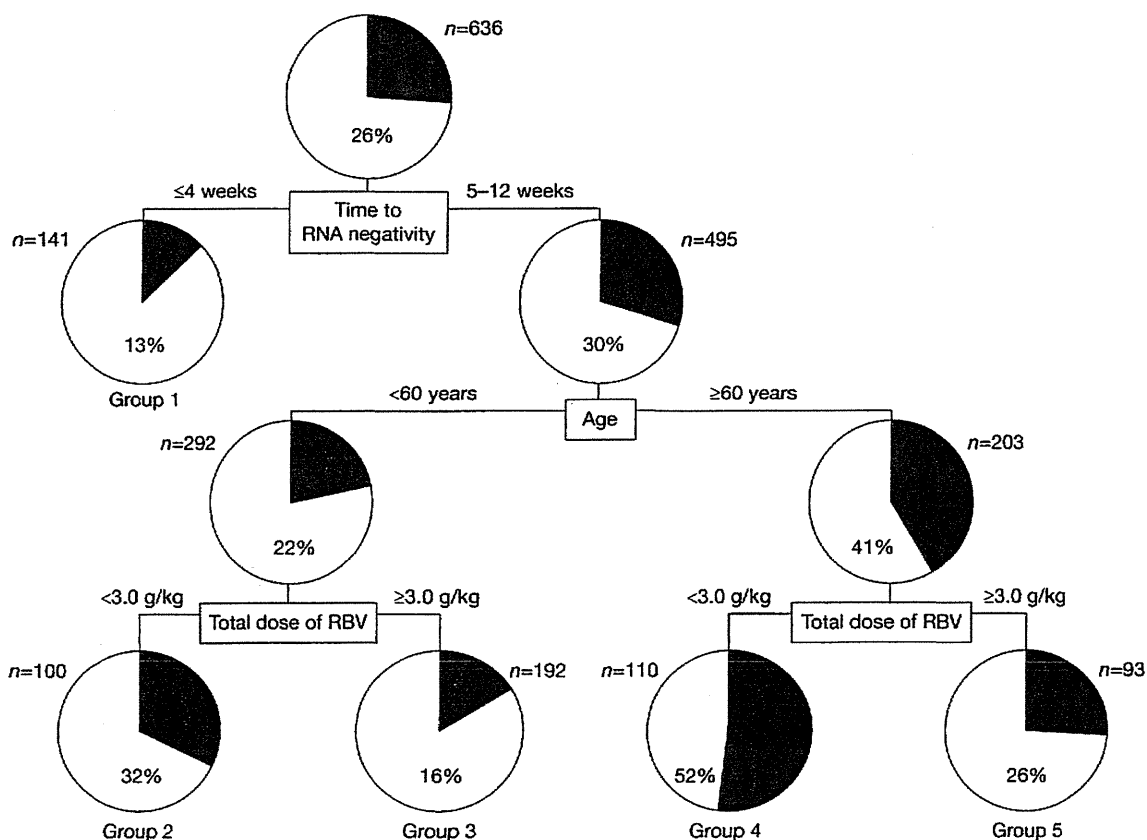 n=636
26%
≤4 weeks
5–12 weeks
Time to
RNA negativity
n=141
n=495
13%
30%
Group 1
<60 years
≥60 years
Age
n=292
n=203
22%
41%
<3.0 g/kg
≥3.0 g/kg
Total dose of RBV
<3.0 g/kg
≥3.0 g/kg
Total dose of RBV
n=100
n=192
n=110
n=93
32%
16%
52%
26%
Group 2
Group 3
Group 4
Group 5